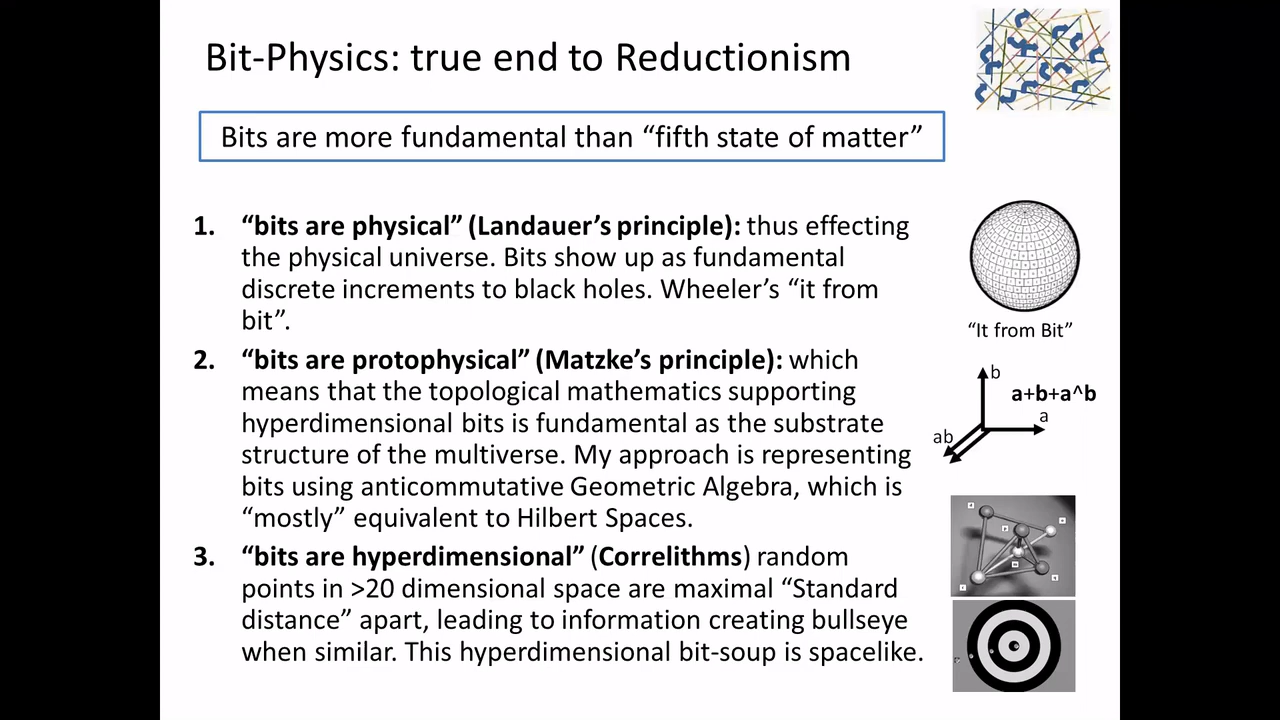 Bit-Physics: true end to Reductionism
Bits are more fundamental than “fifth state of matter”
1. “bits are physical” (Landauer’s principle): thus effecting
the physical universe. Bits show up as fundamental
discrete increments to black holes. Wheeler’s “it from
bit”.
2. “bits are protophysical” (Matzke’s principle): which
means that the topological mathematics supporting
hyperdimensional bits is fundamental as the substrate
structure of the multiverse. My approach is representing
bits using anticommutative Geometric Algebra, which is
“mostly” equivalent to Hilbert Spaces.
3. “bits are hyperdimensional” (Correlithms) random
points in >20 dimensional space are maximal “Standard
distance” apart, leading to information creating bullseye
when similar. This hyperdimensional bit-soup is spacelike.
“It from Bit”
b
a+b+a^b
a
ab